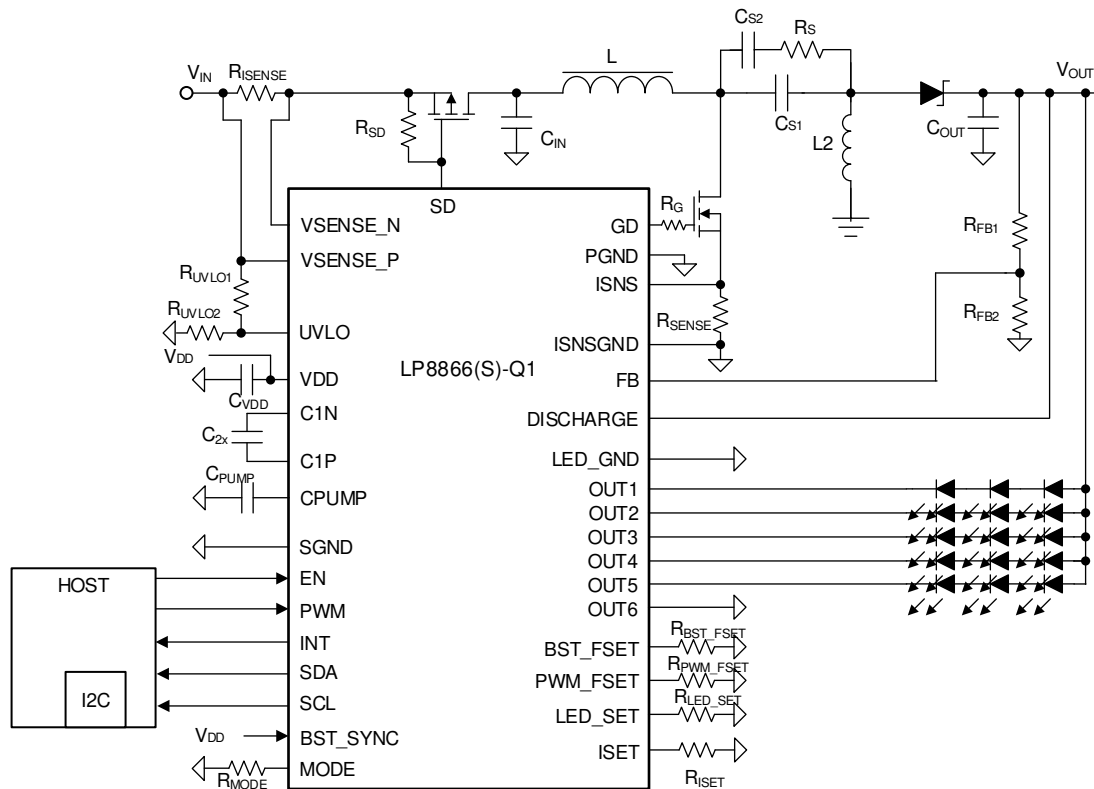 CS2
RS
L
VIN
RISENSE
VOUT
RSD
CIN
CS1
L2
COUT
SD
RG
VSENSE_N
GD
RFB1
VSENSE_P
PGND
RUVLO1
ISNS
RUVLO2
RSENSE
RFB2
UVLO
ISNSGND
VDD
LP8866(S)-Q1
VDD
FB
CVDD
C1N
DISCHARGE
C2x
C1P
LED_GND
CPUMP
CPUMP
OUT1
OUT2
SGND
OUT3
OUT4
HOST
EN
OUT5
PWM
OUT6
RBST_FSET
INT
BST_FSET
RPWM_FSET
SDA
PWM_FSET
RLED_SET
I2C
SCL
LED_SET
VDD
BST_SYNC
ISET
MODE
RMODE
RISET